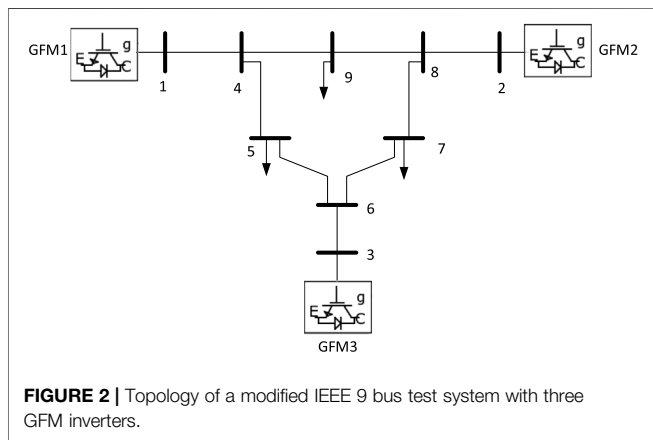 GFM1
g
E
C
1
4
9
8
2
g
E
C
GFM2
5
7
6
3
g
E
C
GFM3
FIGURE 2 | Topology of a modified IEEE 9 bus test system with three
GFM inverters.